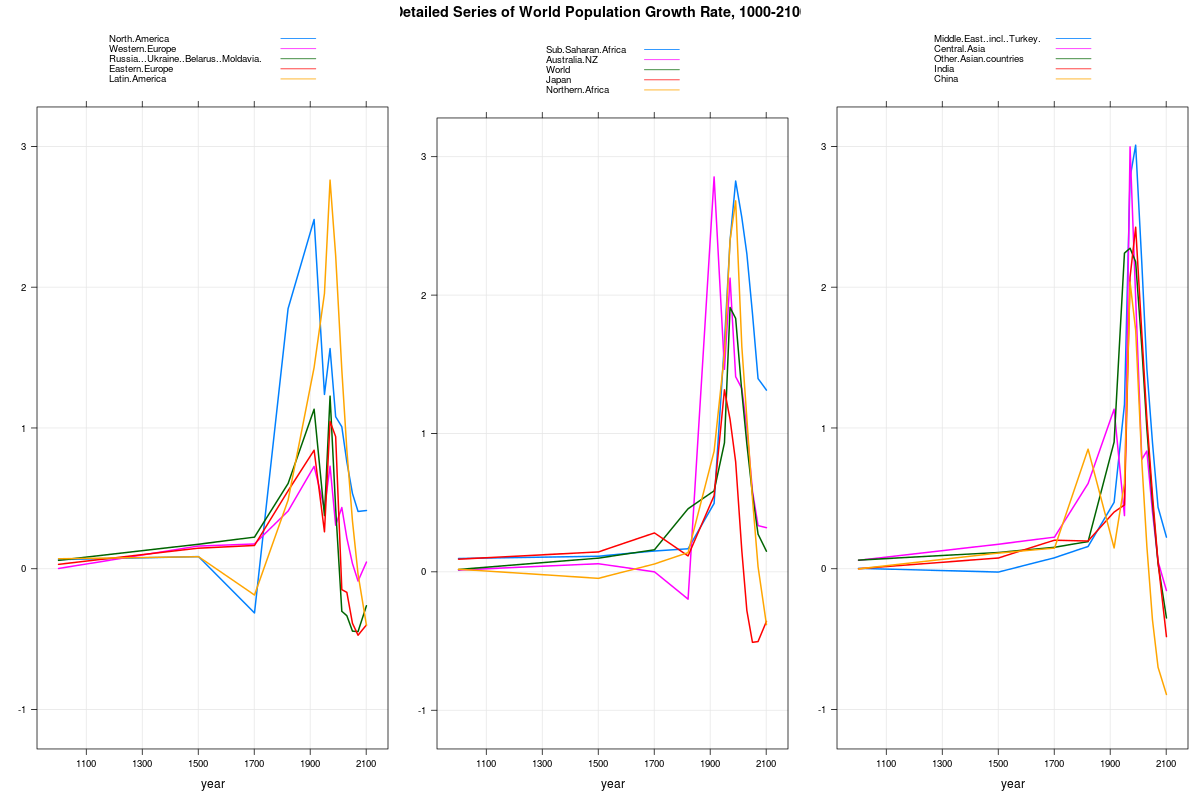 Detailed Series of World Population Growth Rate, 1000-2100
North.America
Western.Europe
Russia...Ukraine..Belarus..Moldavia.
Eastern.Europe
Latin.America
3
2
1
0
-1
1100 1300 1500 1700 1900 2100
year
Sub.Saharan.Africa
Australia.NZ
World
Japan
Northern.Africa
3
2
1
0
-1
1100 1300 1500 1700 1900 2100
year
Middle.East..incl..Turkey.
Central.Asia
Other.Asian.countries
India
China
3
2
1
0
-1
1100 1300 1500 1700 1900 2100
year